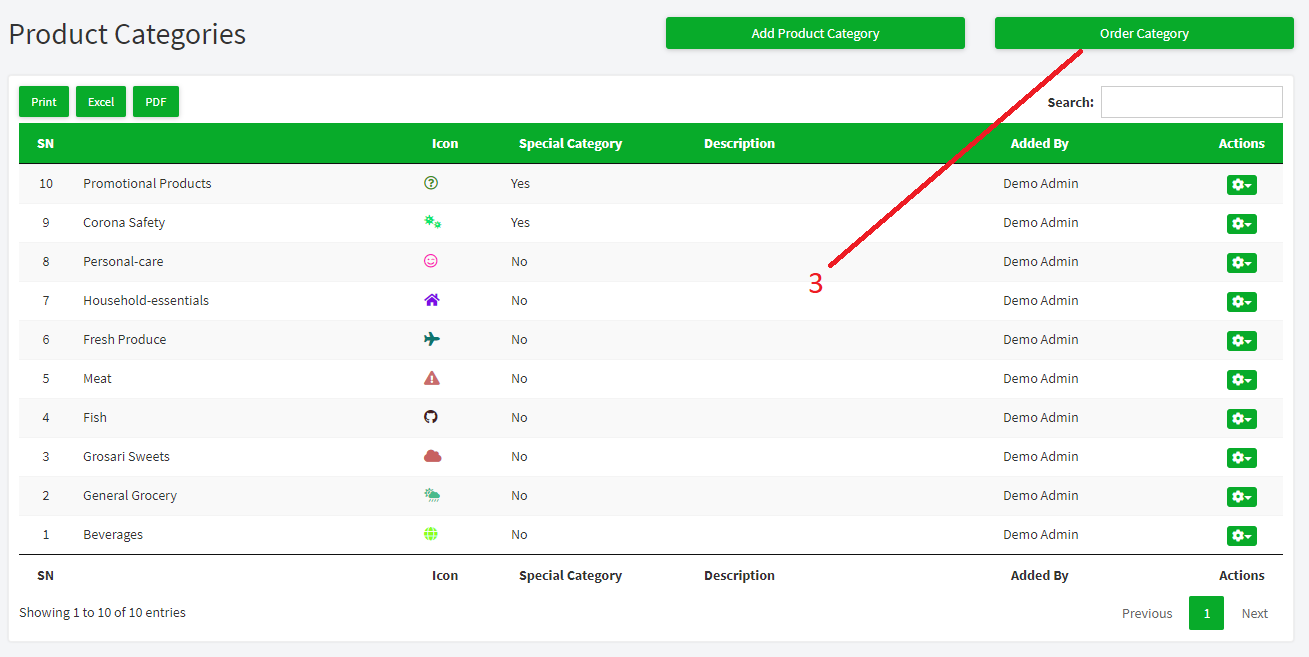 Product Categories
Add Product Category
Order Category
Print Excel PDF
Search:
SN Icon Special Category Description Added By Actions
10 Promotional Products Yes Demo Admin
9 Corona Safety Yes Demo Admin
8 Personal-care No Demo Admin
7 Household-essentials No Demo Admin
6 Fresh Produce No Demo Admin
5 Meat No Demo Admin
4 Fish No Demo Admin
3 Grosari Sweets No Demo Admin
2 General Grocery No Demo Admin
1 Beverages No Demo Admin
3
SN Icon Special Category Description Added By Actions
Showing 1 to 10 of 10 entries
Previous 1 Next